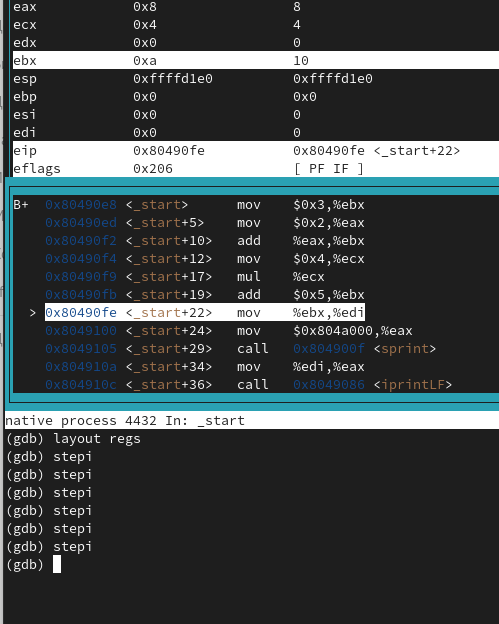 eax 0x8 8
ecx 0x4 4
edx 0x0 0
ebx 0xa 10
esp 0xffffd1e0 0xffffd1e0
ebp 0x0 0x0
esi 0x0 0
edi 0x0 0
eip 0x80490fe 0x80490fe <_start+22>
eflags 0x206 [ PF IF ]
B+ 0x80490e8 <_start> mov $0x3,%ebx
0x80490ed <_start+5> mov $0x2,%eax
0x80490f2 <_start+10> add %eax,%ebx
0x80490f4 <_start+12> mov $0x4,%ecx
0x80490f9 <_start+17> mul %ecx
0x80490fb <_start+19> add $0x5,%ebx
> 0x80490fe <_start+22> mov %ebx,%edi
0x8049100 <_start+24> mov $0x804a000,%eax
0x8049105 <_start+29> call 0x804900f <sprint>
0x804910a <_start+34> mov %edi,%eax
0x804910c <_start+36> call 0x8049086 <iprintLF>
native process 4432 In: _start
(gdb) layout regs
(gdb) stepi
(gdb) stepi
(gdb) stepi
(gdb) stepi
(gdb) stepi
(gdb) stepi
(gdb)